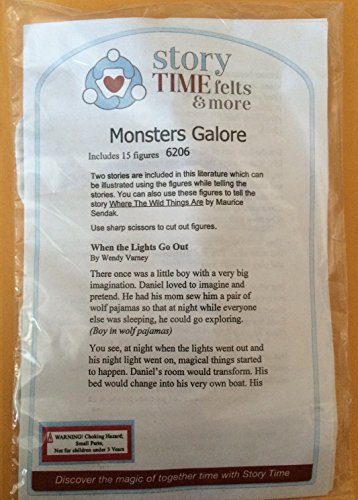 story
TIME felts
& more
Monsters Galore
Includes 15 figures 6206
Two stories are included in this literature which can
be illustrated using the figures while telling the
stories. You can also use these figures to tell the
story Where The Wild Things Are by Maurice
Sendak.
Use sharp scissors to cut out figures.
When the Lights Go Out
By Wendy Varney
There once was a little boy with a very big
imagination. Daniel loved to imagine and
pretend. He had his mom sew him a pair of
wolf pajamas so that at night while everyone
else was sleeping, he could go exploring.
(Boy in wolf pajamas)
You see, at night when the lights went out and
his night light went on, magical things started
to happen. Daniel's room would transform. His
bed would change into his very own boat. His
WARNING! Choking Hazard;
Small Parts,
Not for children under 3 Years
Discover the magic of together time with Story Time